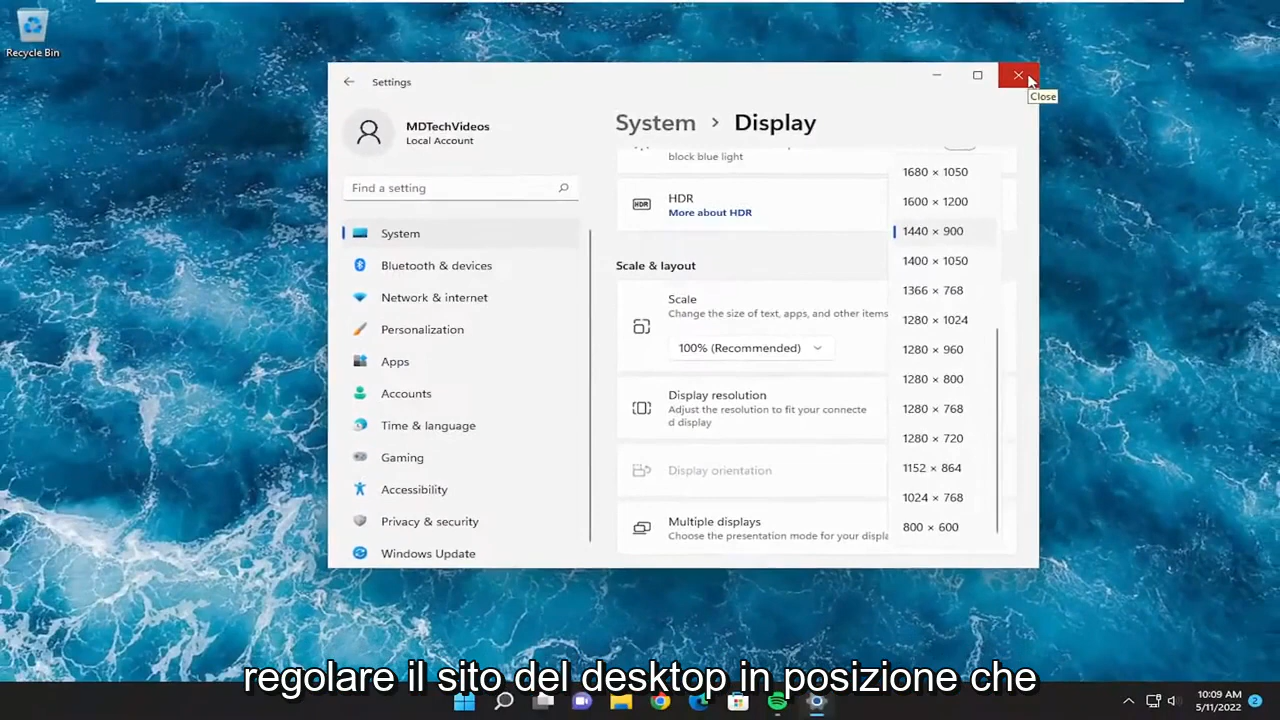 Recycle Bin
Settings
Close
MDTechVideos
Local Account
System > Display
Find a setting
System
Bluetooth & devices
Network & internet
Personalization
Apps
Accounts
Time & language
Gaming
Accessibility
Privacy & security
Windows Update
block blue light
HDR
HDR
More about HDR
Scale & layout
Scale
Change the size of text, apps, and other items
100% (Recommended)
Display resolution
Adjust the resolution to fit your connecte
d display
Display orientation
Multiple displays
Choose the presentation mode for your displa
1680 × 1050
1600 × 1200
1440 × 900
1400 × 1050
1366 × 768
1280 × 1024
1280 × 960
1280 × 800
1280 × 768
1280 × 720
1152 × 864
1024 × 768
800 × 600
regolare il sito del desktop in posizione che
10:09 AM
5/11/2022
2